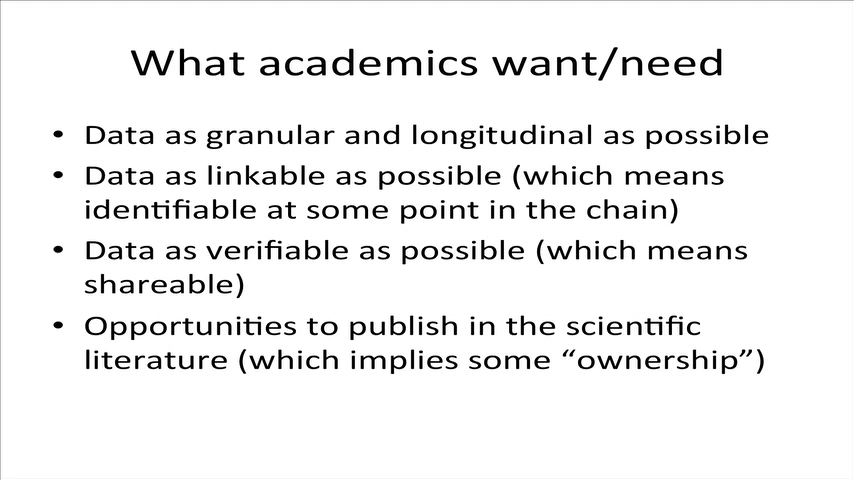 What academics want/need
• Data as granular and longitudinal as possible
• Data as linkable as possible (which means
identifiable at some point in the chain)
• Data as verifiable as possible (which means
shareable)
• Opportunities to publish in the scientific
literature (which implies some “ownership”)